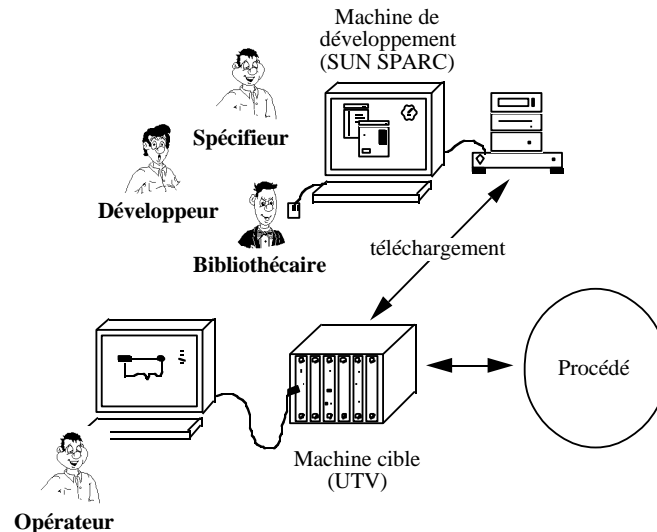 Machine de
développement
(SUN SPARC)
Spécifieur
Développeur
Bibliothécaire
téléchargement
Procédé
Machine cible
(UTV)
Opérateur